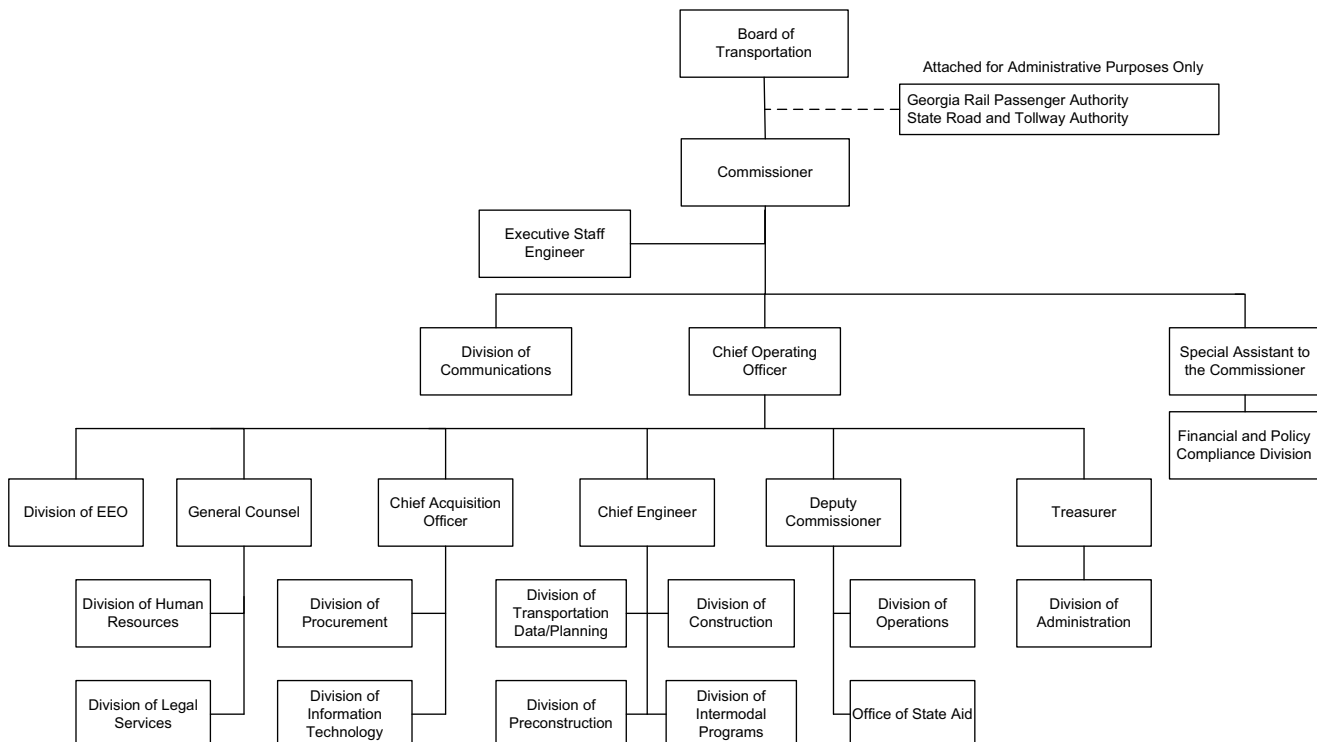 Board of
Transportation
Attached for Administrative Purposes Only
Georgia Rail Passenger Authority
State Road and Tollway Authority
Commissioner
Executive Staff
Engineer
Division of
Communications
Chief Operating
Officer
Special Assistant to
the Commissioner
Financial and Policy
Compliance Division
Division of EEO
General Counsel
Chief Acquisition
Officer
Chief Engineer
Deputy
Commissioner
Treasurer
Division of Human
Resources
Division of
Procurement
Division of
Transportation
Data/Planning
Division of
Construction
Division of
Operations
Division of
Administration
Division of Legal
Services
Division of
Information
Technology
Division of
Preconstruction
Division of
Intermodal
Programs
Office of State Aid